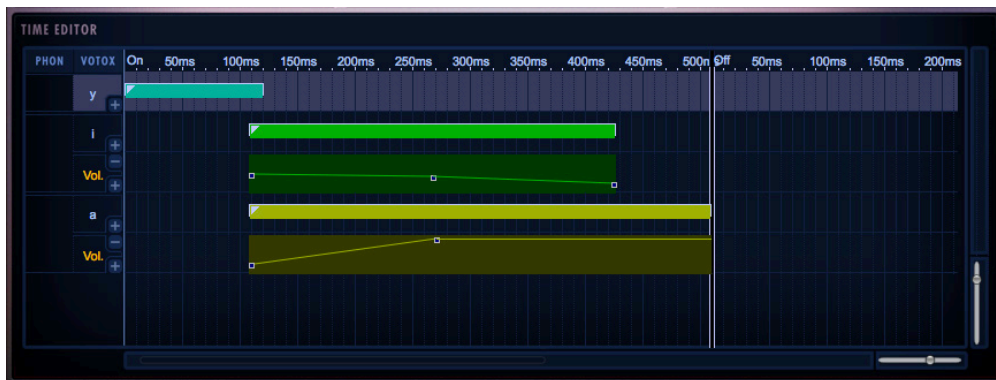 TIME EDITOR
PHON VOTOX On 50ms 100ms 150ms 200ms 250ms 300ms 350ms 400ms 450ms 500n Off 50ms 100ms 150ms 200ms
y
i
Vol.
a
Vol.